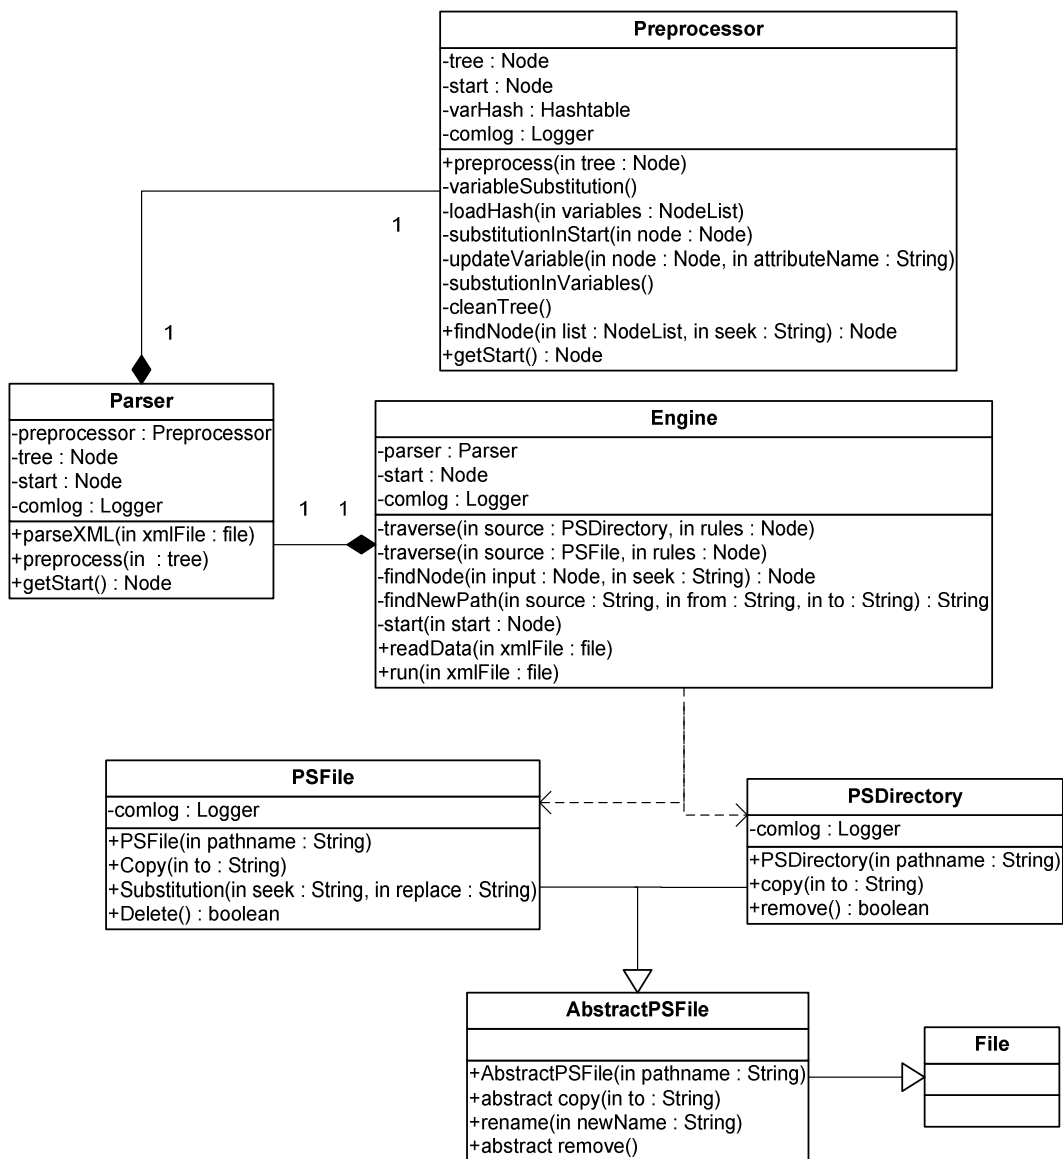 Preprocessor
-tree : Node
-start : Node
-varHash : Hashtable
-comlog : Logger
+preprocess(in tree : Node)
-variableSubstitution()
-loadHash(in variables : NodeList)
-substitutionInStart(in node : Node)
-updateVariable(in node : Node, in attributeName : String)
-substutionInVariables()
-cleanTree()
+findNode(in list : NodeList, in seek : String) : Node
+getStart() : Node
1
1
Parser
-preprocessor : Preprocessor
-tree : Node
-start : Node
-comlog : Logger
+parseXML(in xmlFile : file)
+preprocess(in  : tree)
+getStart() : Node
1
1
Engine
-parser : Parser
-start : Node
-comlog : Logger
-traverse(in source : PSDirectory, in rules : Node)
-traverse(in source : PSFile, in rules : Node)
-findNode(in input : Node, in seek : String) : Node
-findNewPath(in source : String, in from : String, in to : String) : String
-start(in start : Node)
+readData(in xmlFile : file)
+run(in xmlFile : file)
PSFile
-comlog : Logger
+PSFile(in pathname : String)
+Copy(in to : String)
+Substitution(in seek : String, in replace : String)
+Delete() : boolean
PSDirectory
-comlog : Logger
+PSDirectory(in pathname : String)
+copy(in to : String)
+remove() : boolean
AbstractPSFile
+AbstractPSFile(in pathname : String)
+abstract copy(in to : String)
+rename(in newName : String)
+abstract remove()
File